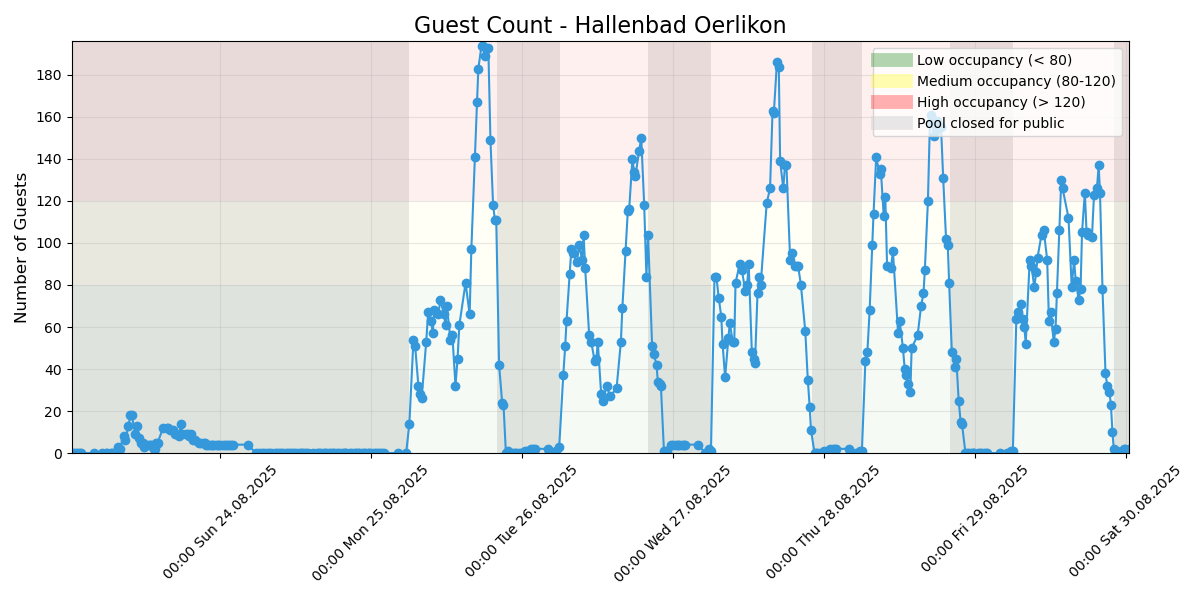 Guest Count - Hallenbad Oerlikon
Number of Guests
180
160
140
120
100
80
60
40
20
0
Low occupancy (< 80)
Medium occupancy (80-120)
High occupancy (> 120)
Pool closed for public
00:00 Sun 24.08.2025
00:00 Mon 25.08.2025
00:00 Tue 26.08.2025
00:00 Wed 27.08.2025
00:00 Thu 28.08.2025
00:00 Fri 29.08.2025
00:00 Sat 30.08.2025